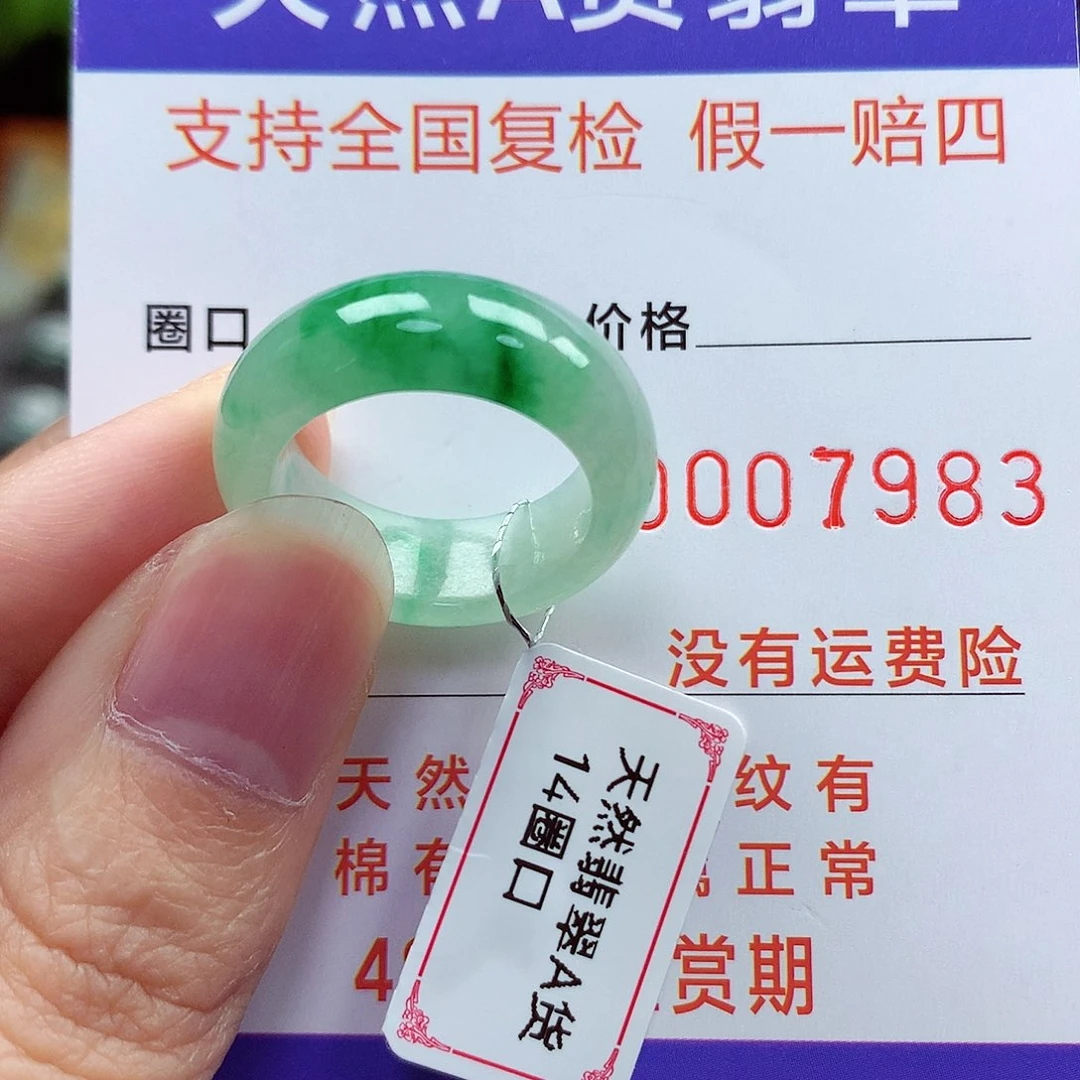 天然A货翡翠
支持全国复检 假一赔四
圈口
价格
0007983
没有运费险
天然
纹有
棉有
正常
4
赏期
天然翡翠A货
14圈口